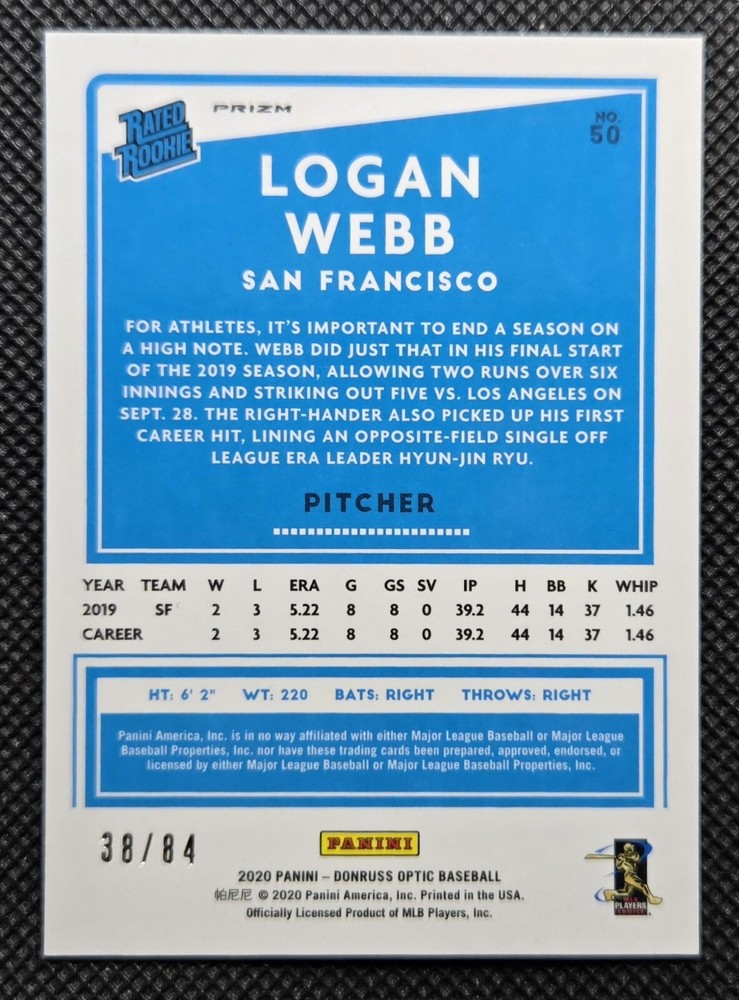 RATED ROOKIE
PRIZM
NO. 50
LOGAN
WEBB
SAN FRANCISCO
FOR ATHLETES, IT'S IMPORTANT TO END A SEASON ON
A HIGH NOTE. WEBB DID JUST THAT IN HIS FINAL START
OF THE 2019 SEASON, ALLOWING TWO RUNS OVER SIX
INNINGS AND STRIKING OUT FIVE VS. LOS ANGELES ON
SEPT. 28. THE RIGHT-HANDER ALSO PICKED UP HIS FIRST
CAREER HIT, LINING AN OPPOSITE-FIELD SINGLE OFF
LEAGUE ERA LEADER HYUN-JIN RYU.
PITCHER
YEAR TEAM W L ERA G GS SV IP H BB K WHIP
2019 SF 2 3 5.22 8 8 0 39.2 44 14 37 1.46
CAREER 2 3 5.22 8 8 0 39.2 44 14 37 1.46
HT: 6' 2" WT: 220 BATS: RIGHT THROWS: RIGHT
Panini America, Inc. is in no way affiliated with either Major League Baseball or Major League
Baseball Properties, Inc. nor have these trading cards been prepared, approved, endorsed, or
licensed by either Major League Baseball or Major League Baseball Properties, Inc.
38/84
PANINI
2020 PANINI – DONRUSS OPTIC BASEBALL
帕尼尼 © 2020 Panini America, Inc. Printed in the USA.
Officially Licensed Product of MLB Players, Inc.
MLB
PLAYERS
CHOICE